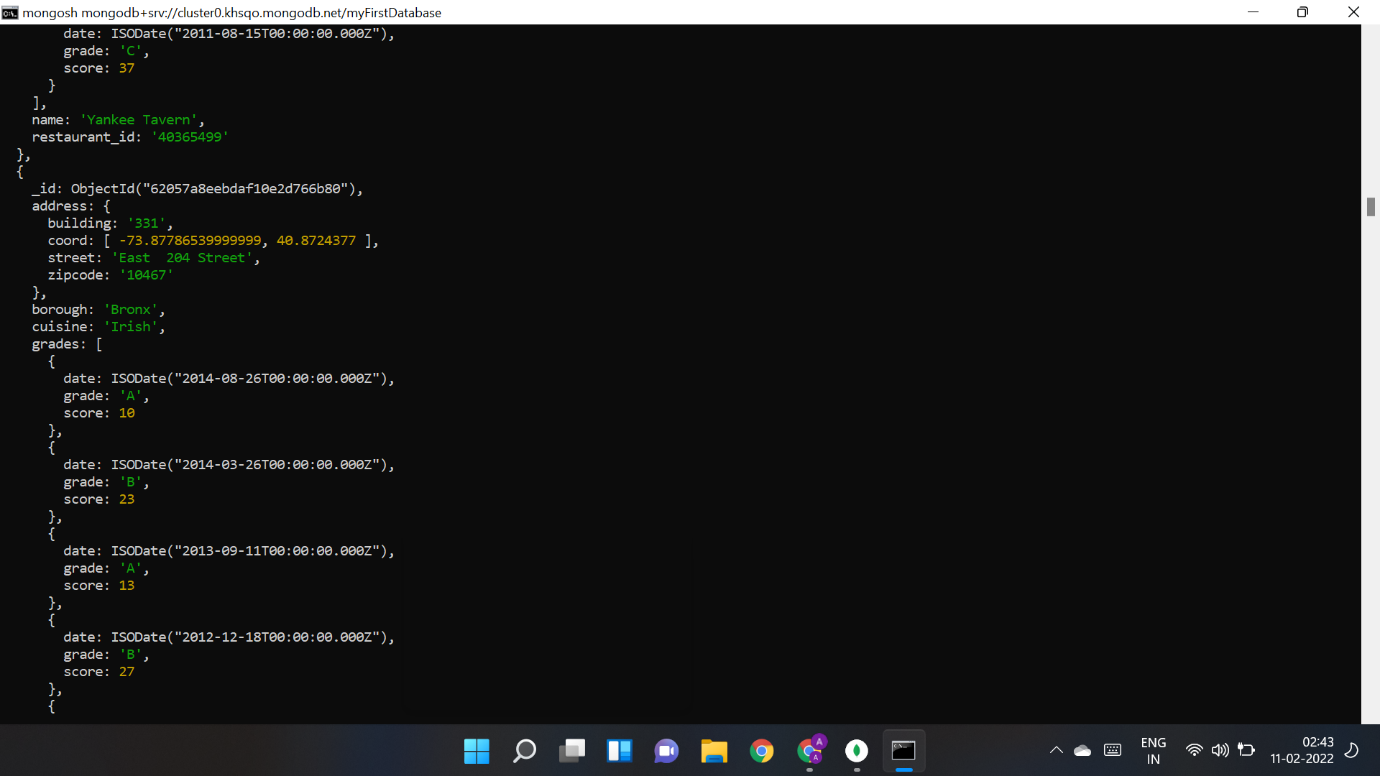 mongosh mongodb+srv://cluster0.khsqo.mongodb.net/myFirstDatabase
date: ISODate("2011-08-15T00:00:00.000Z"),
grade: 'C',
score: 37
}
],
name: 'Yankee Tavern',
restaurant_id: '40365499'
},
{
_id: ObjectId("62057a8eebdaf10e2d766b80"),
address: {
building: '331',
coord: [ -73.87786539999999, 40.8724377 ],
street: 'East  204 Street',
zipcode: '10467'
},
borough: 'Bronx',
cuisine: 'Irish',
grades: [
{
date: ISODate("2014-08-26T00:00:00.000Z"),
grade: 'A',
score: 10
},
{
date: ISODate("2014-03-26T00:00:00.000Z"),
grade: 'B',
score: 23
},
{
date: ISODate("2013-09-11T00:00:00.000Z"),
grade: 'A',
score: 13
},
{
date: ISODate("2012-12-18T00:00:00.000Z"),
grade: 'B',
score: 27
},
{
A
A
ENG
IN
02:43
11-02-2022